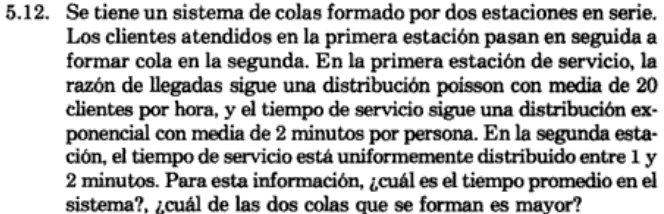 5.12. Se tiene un sistema de colas formado por dos estaciones en serie.
Los clientes atendidos en la primera estación pasan en seguida a
formar cola en la segunda. En la primera estación de servicio, la
razón de llegadas sigue una distribución poisson con media de 20
clientes por hora, y el tiempo de servicio sigue una distribución ex-
ponencial con media de 2 minutos por persona. En la segunda esta-
ción, el tiempo de servicio está uniformemente distribuido entre 1 y
2 minutos. Para esta información, ¿cuál es el tiempo promedio en el
sistema?, ¿cuál de las dos colas que se forman es mayor?